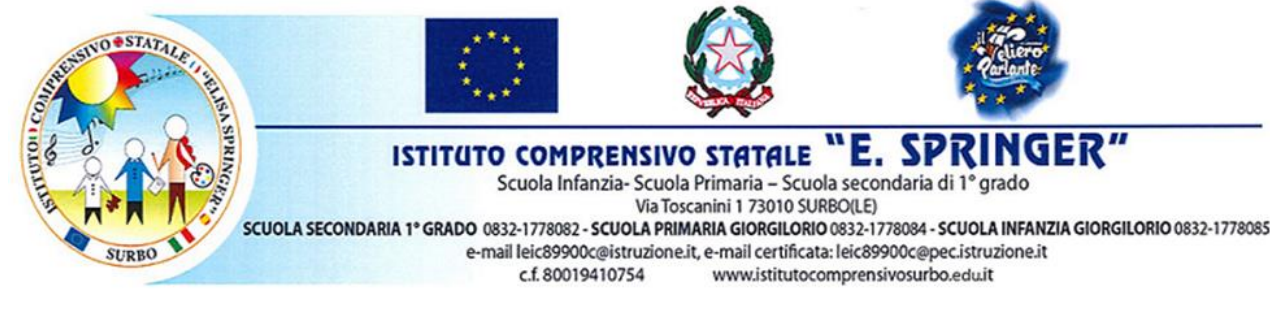 ISTITUTO COMPRENSIVO STATALE "ELISA SPRINGER"
SURBO
REPUBBLICA ITALIANA
il
Veliero
Parlante
ISTITUTO COMPRENSIVO STATALE "E. SPRINGER"
Scuola Infanzia- Scuola Primaria – Scuola secondaria di 1° grado
Via Toscanini 1 73010 SURBO(LE)
SCUOLA SECONDARIA 1° GRADO 0832-1778082 - SCUOLA PRIMARIA GIORGILORIO 0832-1778084 - SCUOLA INFANZIA GIORGILORIO 0832-1778085
e-mail leic89900c@istruzione.it, e-mail certificata: leic89900c@pec.istruzione.it
c.f. 80019410754 www.istitutocomprensivosurbo.edu.it